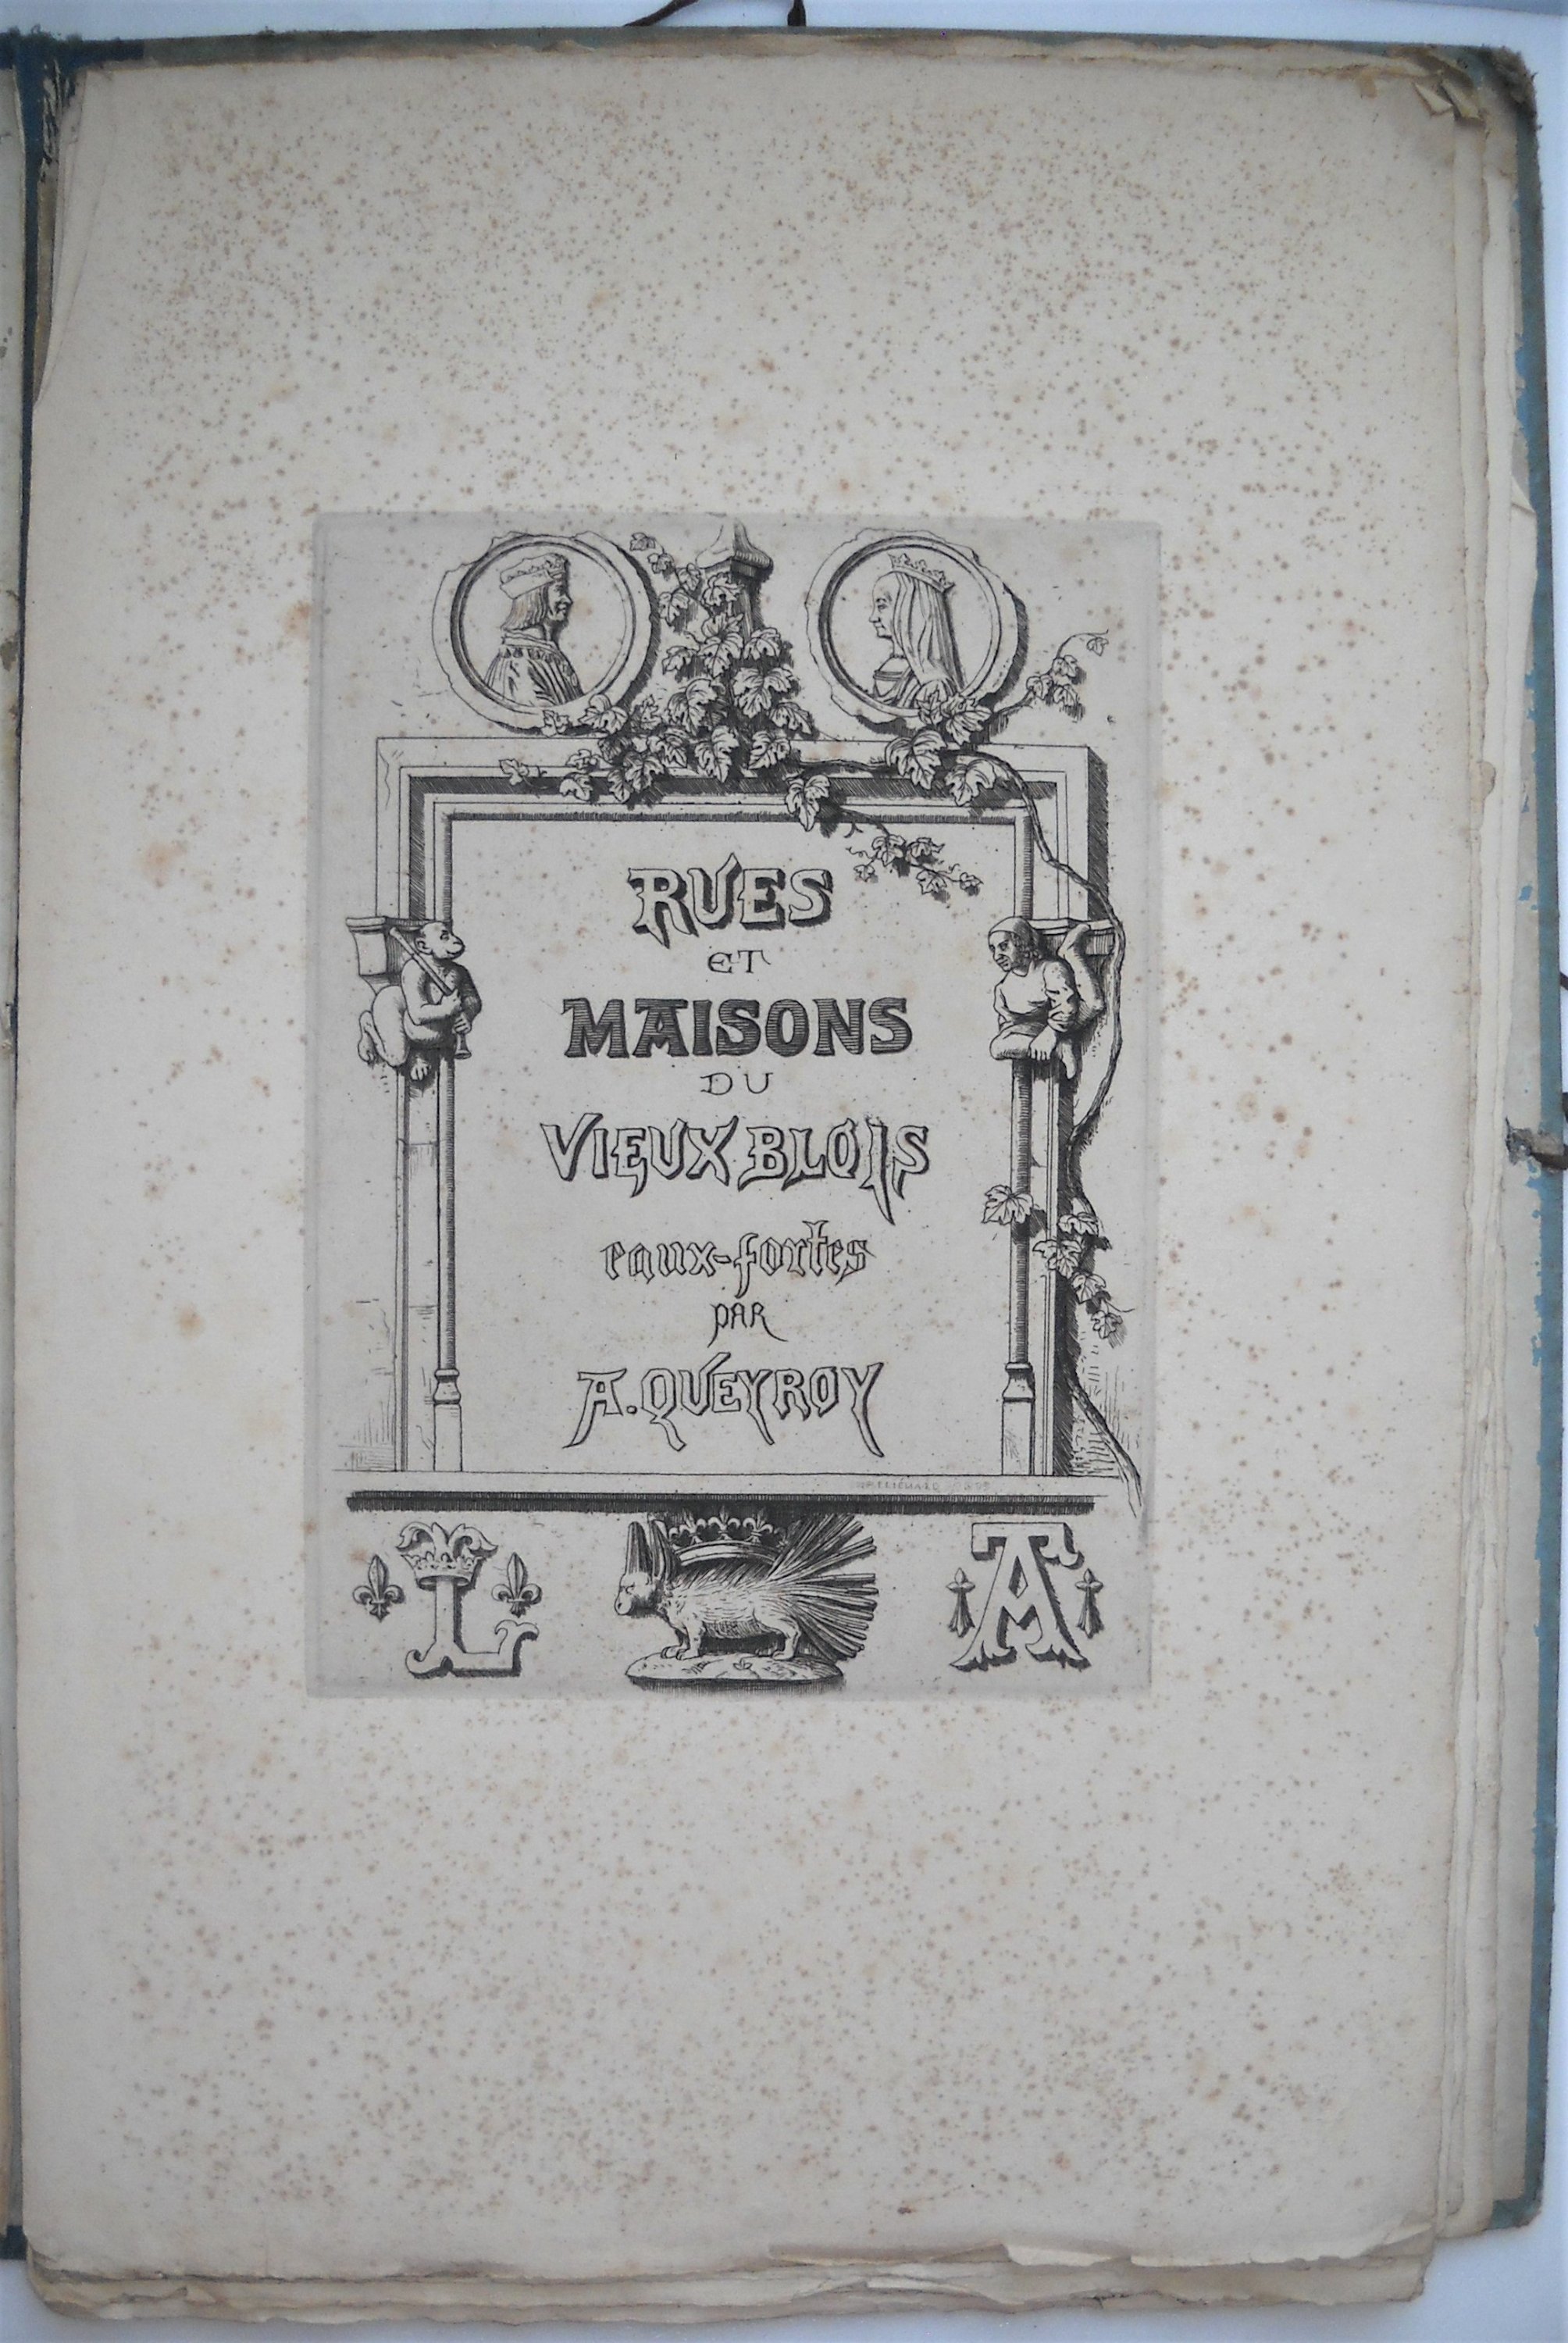 RUES
ET
MAISONS
DU
VIEUX BLOIS
eaux-fortes
PAR
A. QUEYROY
L
A